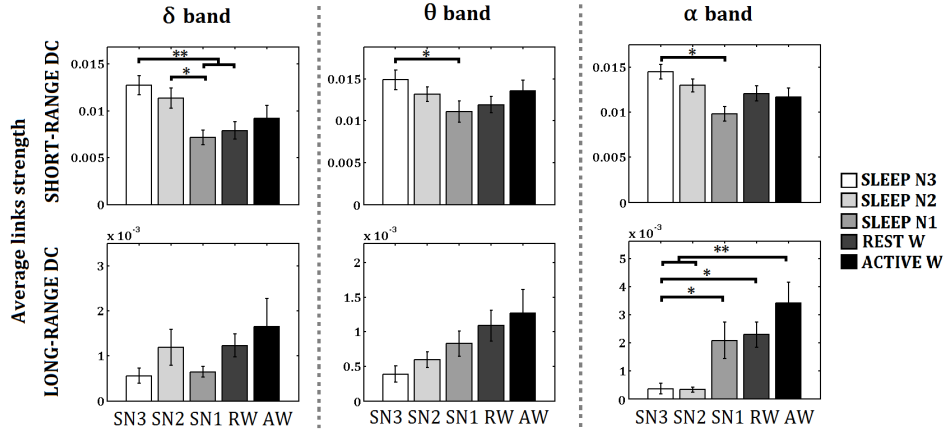 δ band
θ band
α band
Average links strength
SHORT-RANGE DC
LONG-RANGE DC
0.015
0.01
0.005
0
**
*
0.015
0.01
0.005
0
*
0.015
0.01
0.005
0
*
x 10⁻³
3
2
1
0
SN3 SN2 SN1 RW AW
x 10⁻³
2
1.5
1
0.5
0
SN3 SN2 SN1 RW AW
x 10⁻³
5
4
3
2
1
0
**
*
*
SN3 SN2 SN1 RW AW
SLEEP N3
SLEEP N2
SLEEP N1
REST W
ACTIVE W